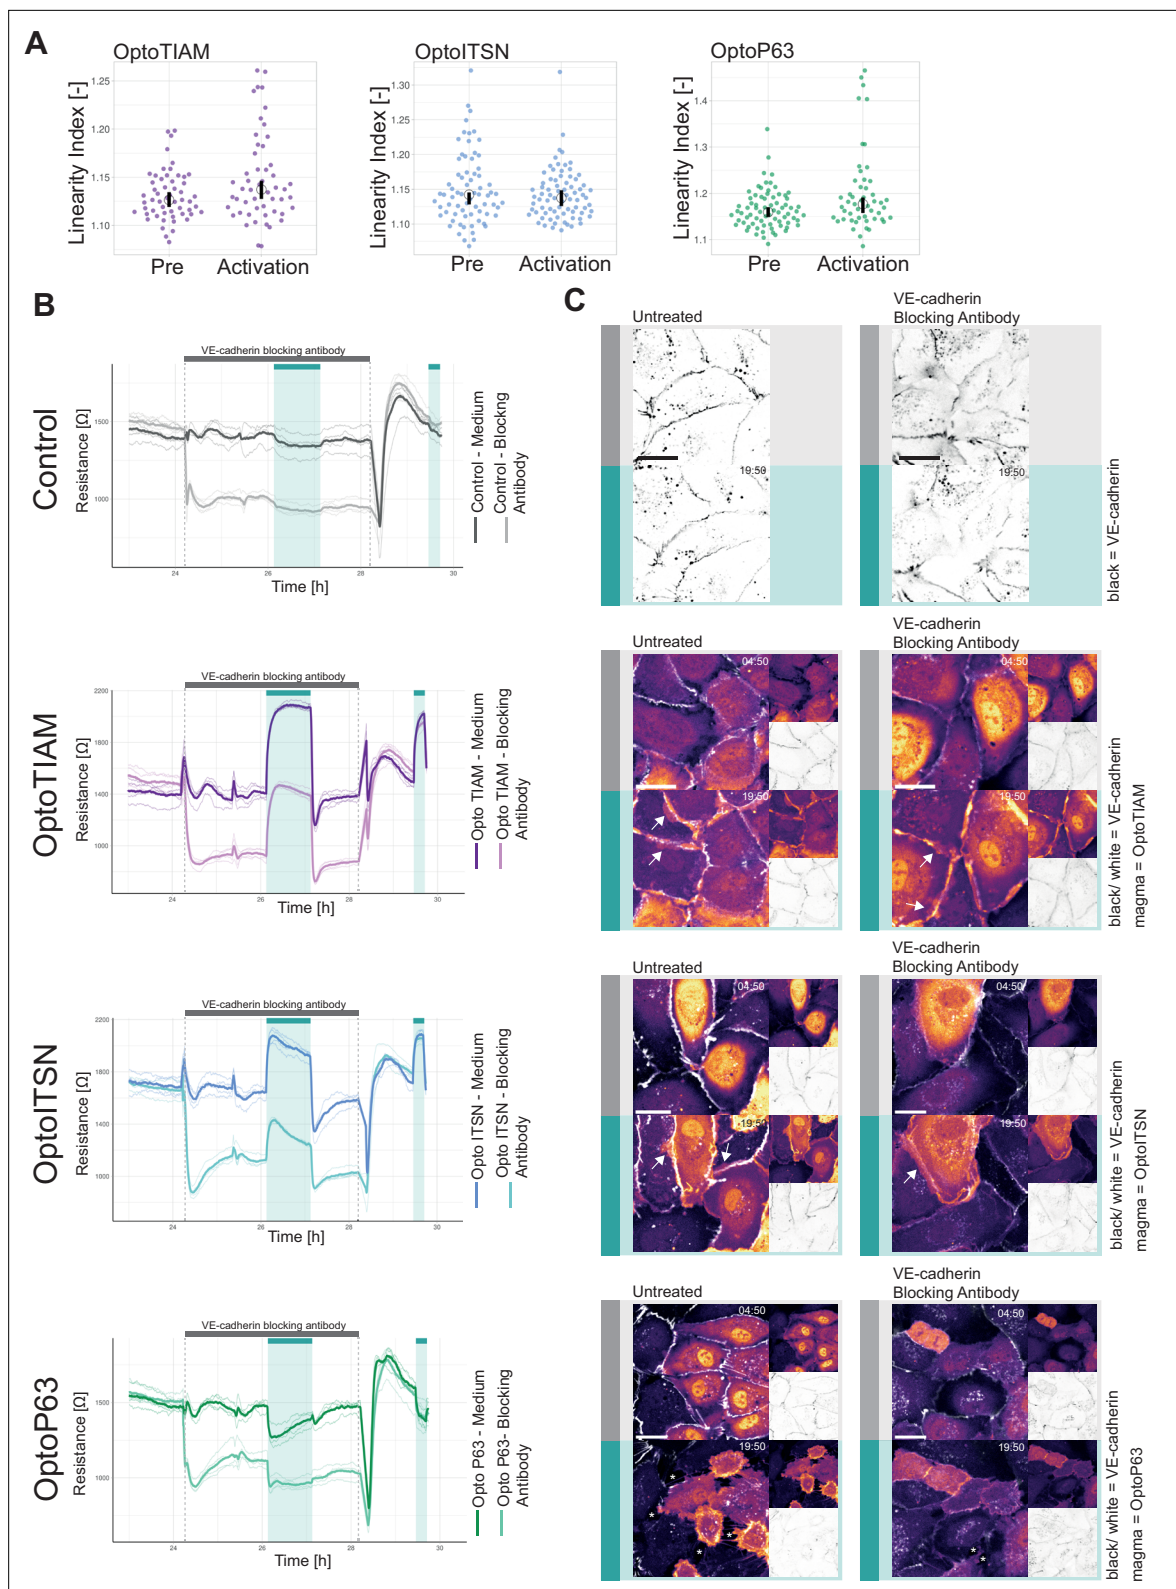 A
OptoTIAM
OptoITSN
OptoP63
Linearity Index [-]
1.25
1.20
1.15
1.10
Pre
Activation
Linearity Index [-]
1.30
1.25
1.20
1.15
1.10
Pre
Activation
Linearity Index [-]
1.4
1.3
1.2
1.1
Pre
Activation
B
Control
VE-cadherin blocking antibody
Resistance [Ω]
1500
1000
24
26
28
30
Time [h]
Control - Medium
Control - Blockng
Antibody
OptoTIAM
VE-cadherin blocking antibody
Resistance [Ω]
2200
1800
1400
1000
24
26
28
30
Time [h]
Opto TIAM - Medium
Opto TIAM - Blocking
Antibody
OptoITSN
VE-cadherin blocking antibody
Resistance [Ω]
2200
1800
1400
1000
24
26
28
30
Time [h]
Opto ITSN - Medium
Opto ITSN - Blocking
Antibody
OptoP63
VE-cadherin blocking antibody
Resistance [Ω]
1500
1000
24
26
28
30
Time [h]
Opto P63 - Medium
Opto P63- Blocking
Antibody
C
Untreated
VE-cadherin
Blocking Antibody
19:50
19:50
black = VE-cadherin
Untreated
VE-cadherin
Blocking Antibody
04:50
04:50
19:50
19:50
black/ white = VE-cadherin
magma = OptoTIAM
Untreated
VE-cadherin
Blocking Antibody
04:50
04:50
19:50
19:50
black/ white = VE-cadherin
magma = OptoITSN
Untreated
VE-cadherin
Blocking Antibody
04:50
04:50
19:50
19:50
* * * *
* *
black/ white = VE-cadherin
magma = OptoP63